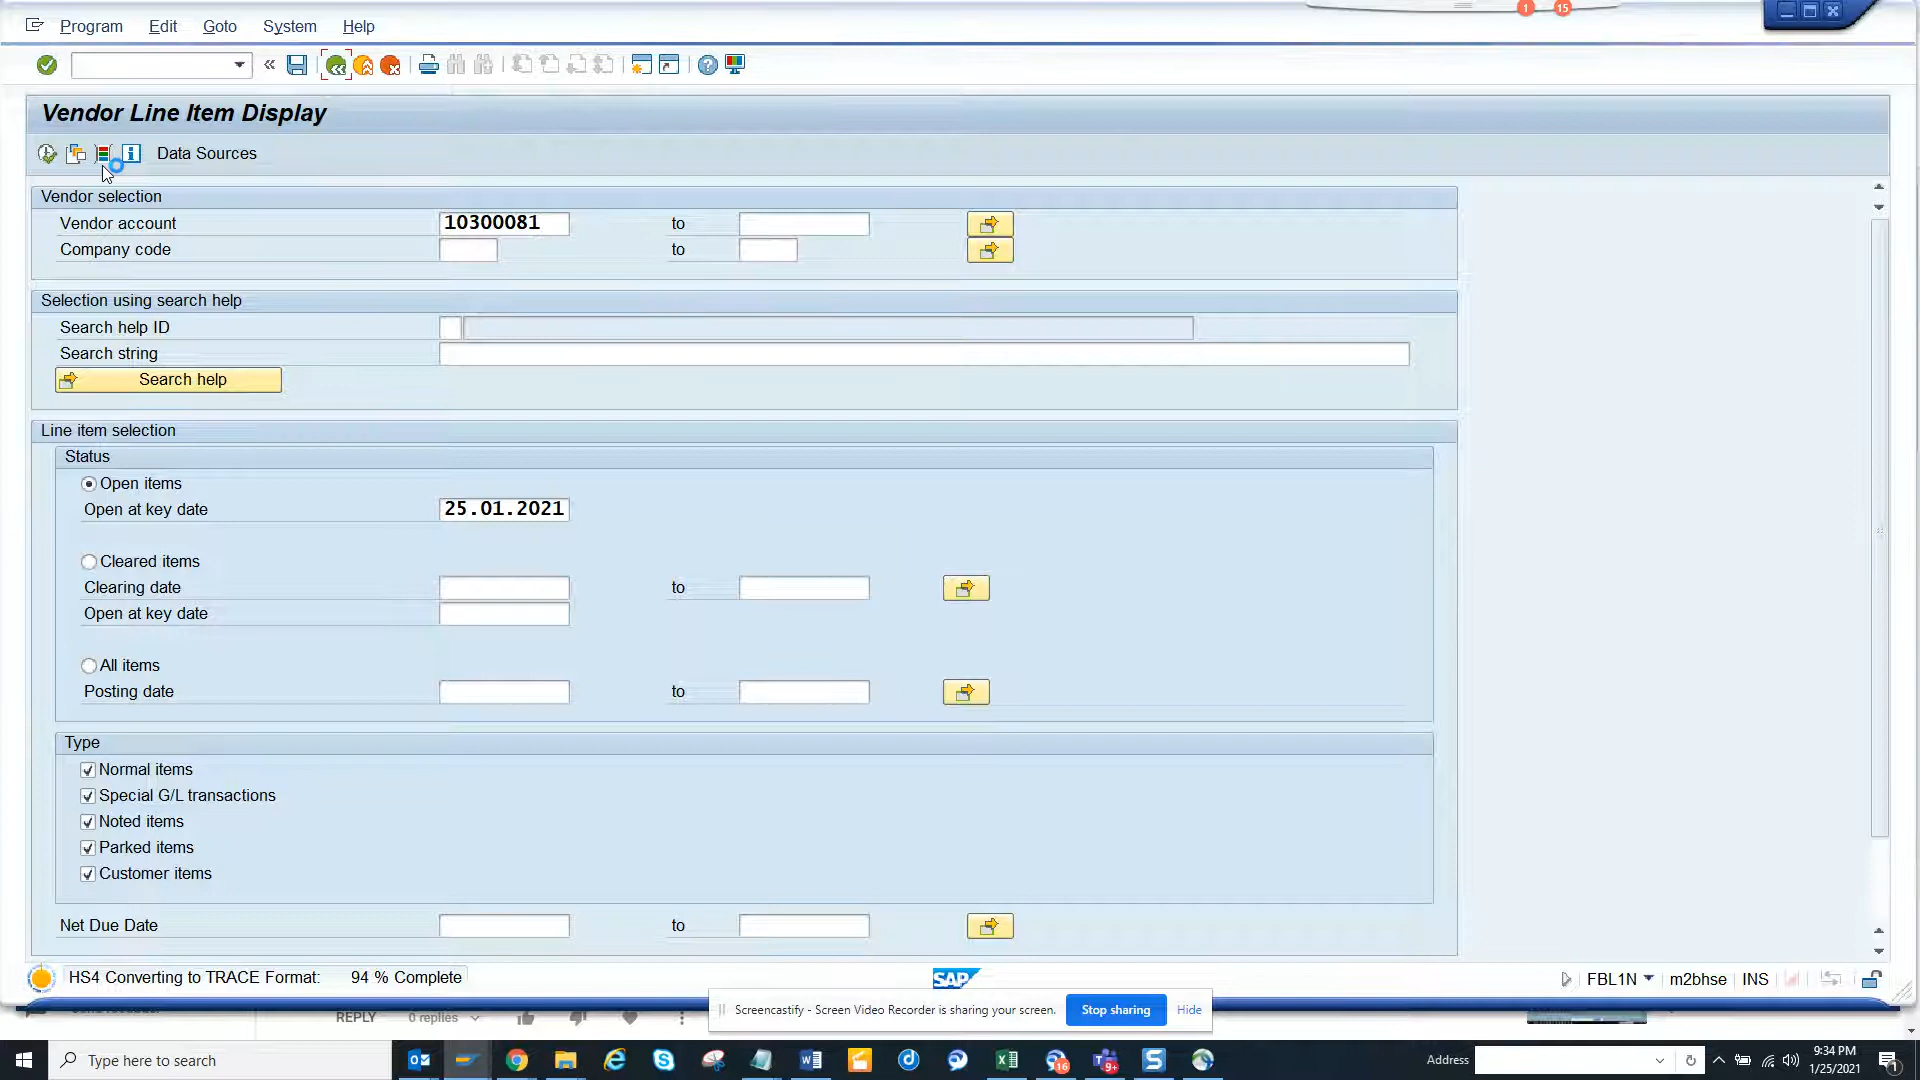 1 15
Program Edit Goto System Help
Vendor Line Item Display
Data Sources
Vendor selection
Vendor account 10300081 to
Company code to
Selection using search help
Search help ID
Search string
Search help
Line item selection
Status
Open items
Open at key date 25.01.2021
Cleared items
Clearing date to
Open at key date
All items
Posting date to
Type
Normal items
Special G/L transactions
Noted items
Parked items
Customer items
Net Due Date to
HS4 Converting to TRACE Format: 94 % Complete
SAP
FBL1N m2bhse INS
Screencastify - Screen Video Recorder is sharing your screen. Stop sharing Hide
REPLY 0 replies
Type here to search
16
9+
Address
9:34 PM
1/25/2021
1